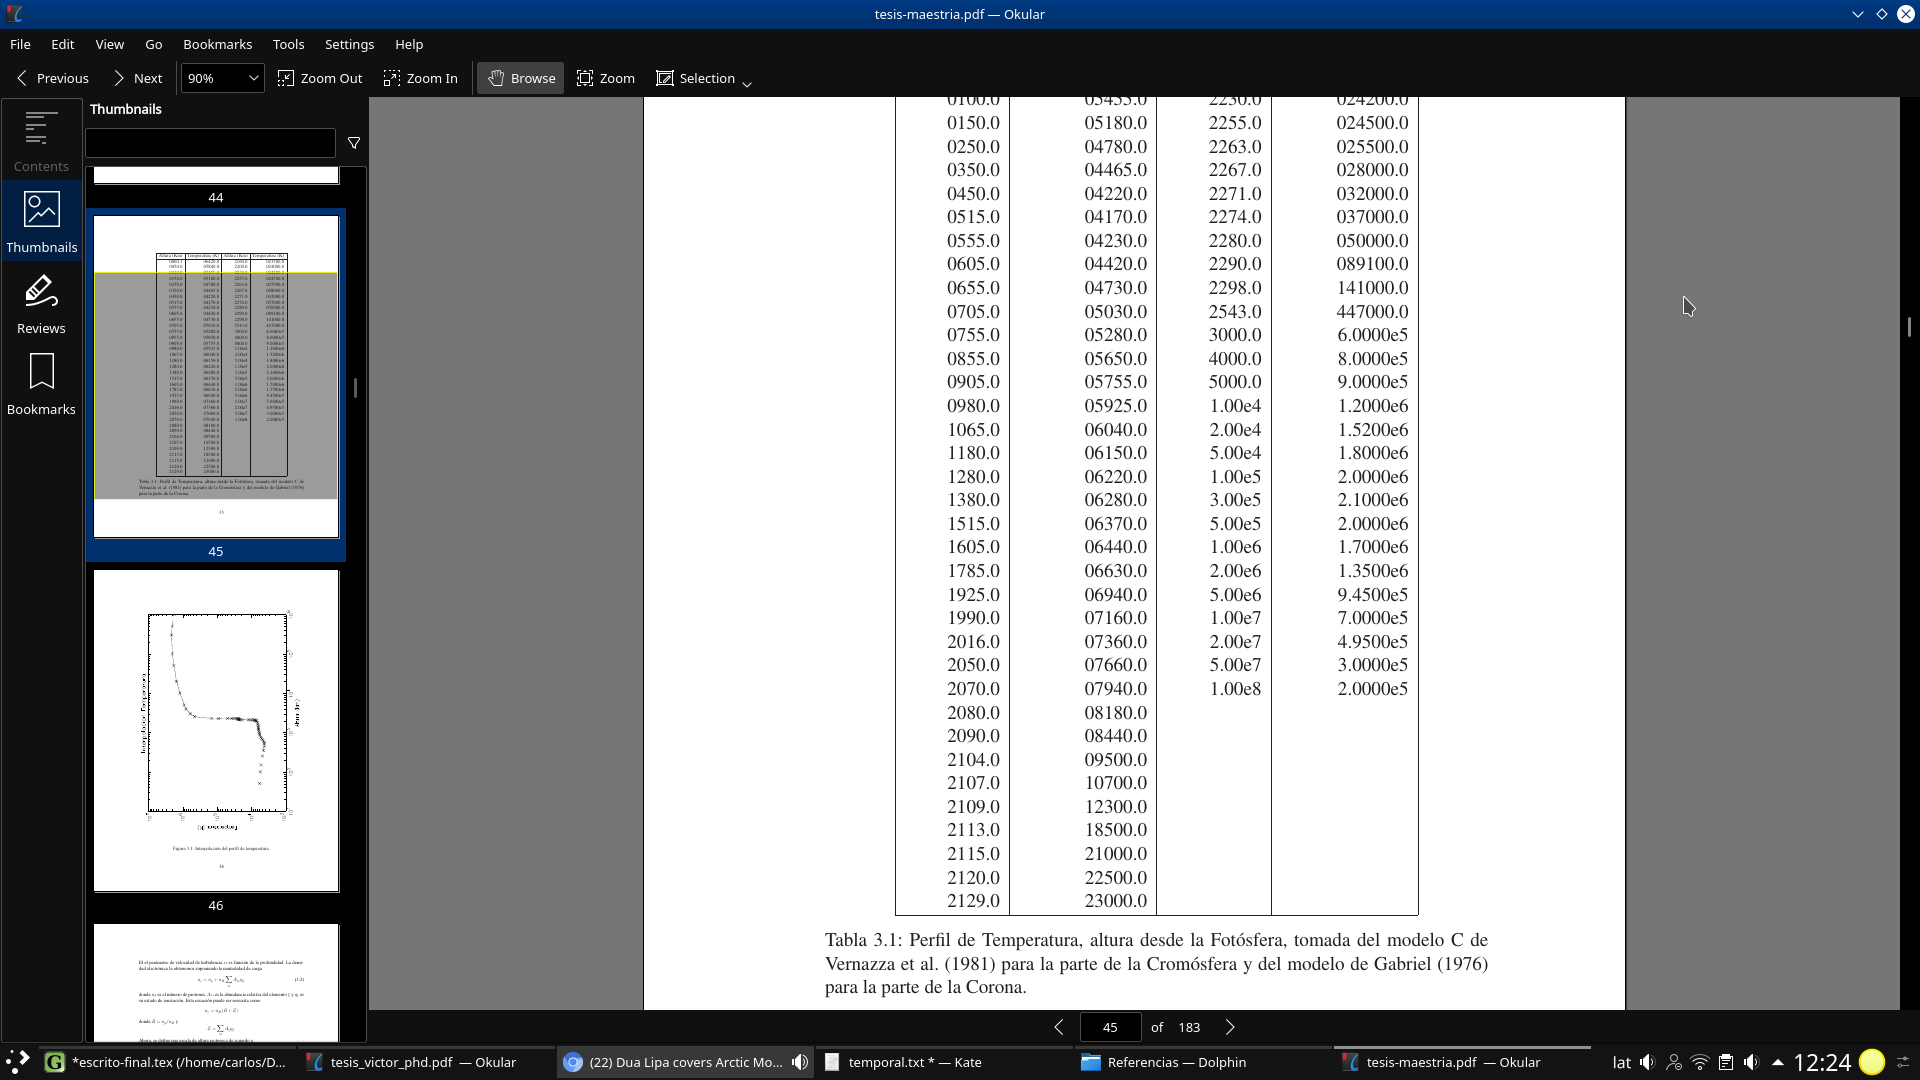 tesis-maestria.pdf — Okular
File Edit View Go Bookmarks Tools Settings Help
Previous Next 90% Zoom Out Zoom In Browse Zoom Selection
Contents
Thumbnails
Reviews
Bookmarks
Thumbnails
44
45
46
0100.0 05455.0 2230.0 024200.0
0150.0 05180.0 2255.0 024500.0
0250.0 04780.0 2263.0 025500.0
0350.0 04465.0 2267.0 028000.0
0450.0 04220.0 2271.0 032000.0
0515.0 04170.0 2274.0 037000.0
0555.0 04230.0 2280.0 050000.0
0605.0 04420.0 2290.0 089100.0
0655.0 04730.0 2298.0 141000.0
0705.0 05030.0 2543.0 447000.0
0755.0 05280.0 3000.0 6.0000e5
0855.0 05650.0 4000.0 8.0000e5
0905.0 05755.0 5000.0 9.0000e5
0980.0 05925.0 1.00e4 1.2000e6
1065.0 06040.0 2.00e4 1.5200e6
1180.0 06150.0 5.00e4 1.8000e6
1280.0 06220.0 1.00e5 2.0000e6
1380.0 06280.0 3.00e5 2.1000e6
1515.0 06370.0 5.00e5 2.0000e6
1605.0 06440.0 1.00e6 1.7000e6
1785.0 06630.0 2.00e6 1.3500e6
1925.0 06940.0 5.00e6 9.4500e5
1990.0 07160.0 1.00e7 7.0000e5
2016.0 07360.0 2.00e7 4.9500e5
2050.0 07660.0 5.00e7 3.0000e5
2070.0 07940.0 1.00e8 2.0000e5
2080.0 08180.0
2090.0 08440.0
2104.0 09500.0
2107.0 10700.0
2109.0 12300.0
2113.0 18500.0
2115.0 21000.0
2120.0 22500.0
2129.0 23000.0
Tabla 3.1: Perfil de Temperatura, altura desde la Fotósfera, tomada del modelo C de
Vernazza et al. (1981) para la parte de la Cromósfera y del modelo de Gabriel (1976)
para la parte de la Corona.
45 of 183
*escrito-final.tex (/home/carlos/D... tesis_victor_phd.pdf — Okular (22) Dua Lipa covers Arctic Mo... temporal.txt * — Kate Referencias — Dolphin tesis-maestria.pdf — Okular lat 12:24